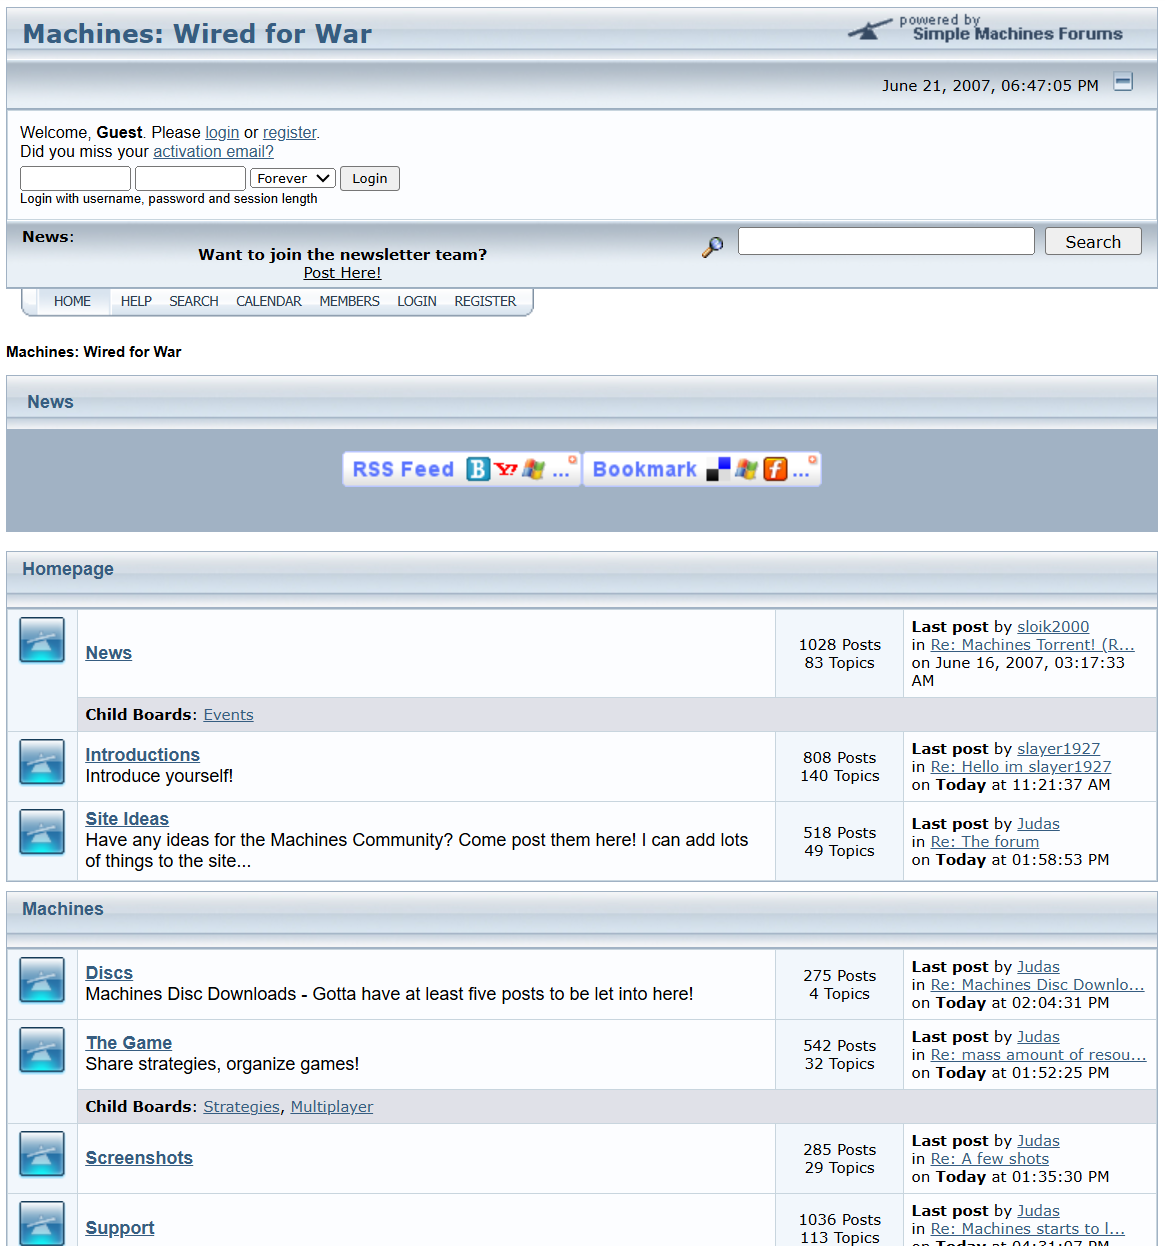 Machines: Wired for War
powered by
Simple Machines Forums
June 21, 2007, 06:47:05 PM
Welcome, Guest. Please login or register.
Did you miss your activation email?
Forever
Login
Login with username, password and session length
News:
Want to join the newsletter team?
Post Here!
Search
HOME HELP SEARCH CALENDAR MEMBERS LOGIN REGISTER
Machines: Wired for War
News
RSS Feed B Y! ... Bookmark f ...
Homepage
News
1028 Posts
83 Topics
Last post by sloik2000
in Re: Machines Torrent! (R...
on June 16, 2007, 03:17:33
AM
Child Boards: Events
Introductions
Introduce yourself!
808 Posts
140 Topics
Last post by slayer1927
in Re: Hello im slayer1927
on Today at 11:21:37 AM
Site Ideas
Have any ideas for the Machines Community? Come post them here! I can add lots
of things to the site...
518 Posts
49 Topics
Last post by Judas
in Re: The forum
on Today at 01:58:53 PM
Machines
Discs
Machines Disc Downloads - Gotta have at least five posts to be let into here!
275 Posts
4 Topics
Last post by Judas
in Re: Machines Disc Downlo...
on Today at 02:04:31 PM
The Game
Share strategies, organize games!
542 Posts
32 Topics
Last post by Judas
in Re: mass amount of resou...
on Today at 01:52:25 PM
Child Boards: Strategies, Multiplayer
Screenshots
285 Posts
29 Topics
Last post by Judas
in Re: A few shots
on Today at 01:35:30 PM
Support
1036 Posts
113 Topics
Last post by Judas
in Re: Machines starts to l...
on Today at 04:31:07 PM